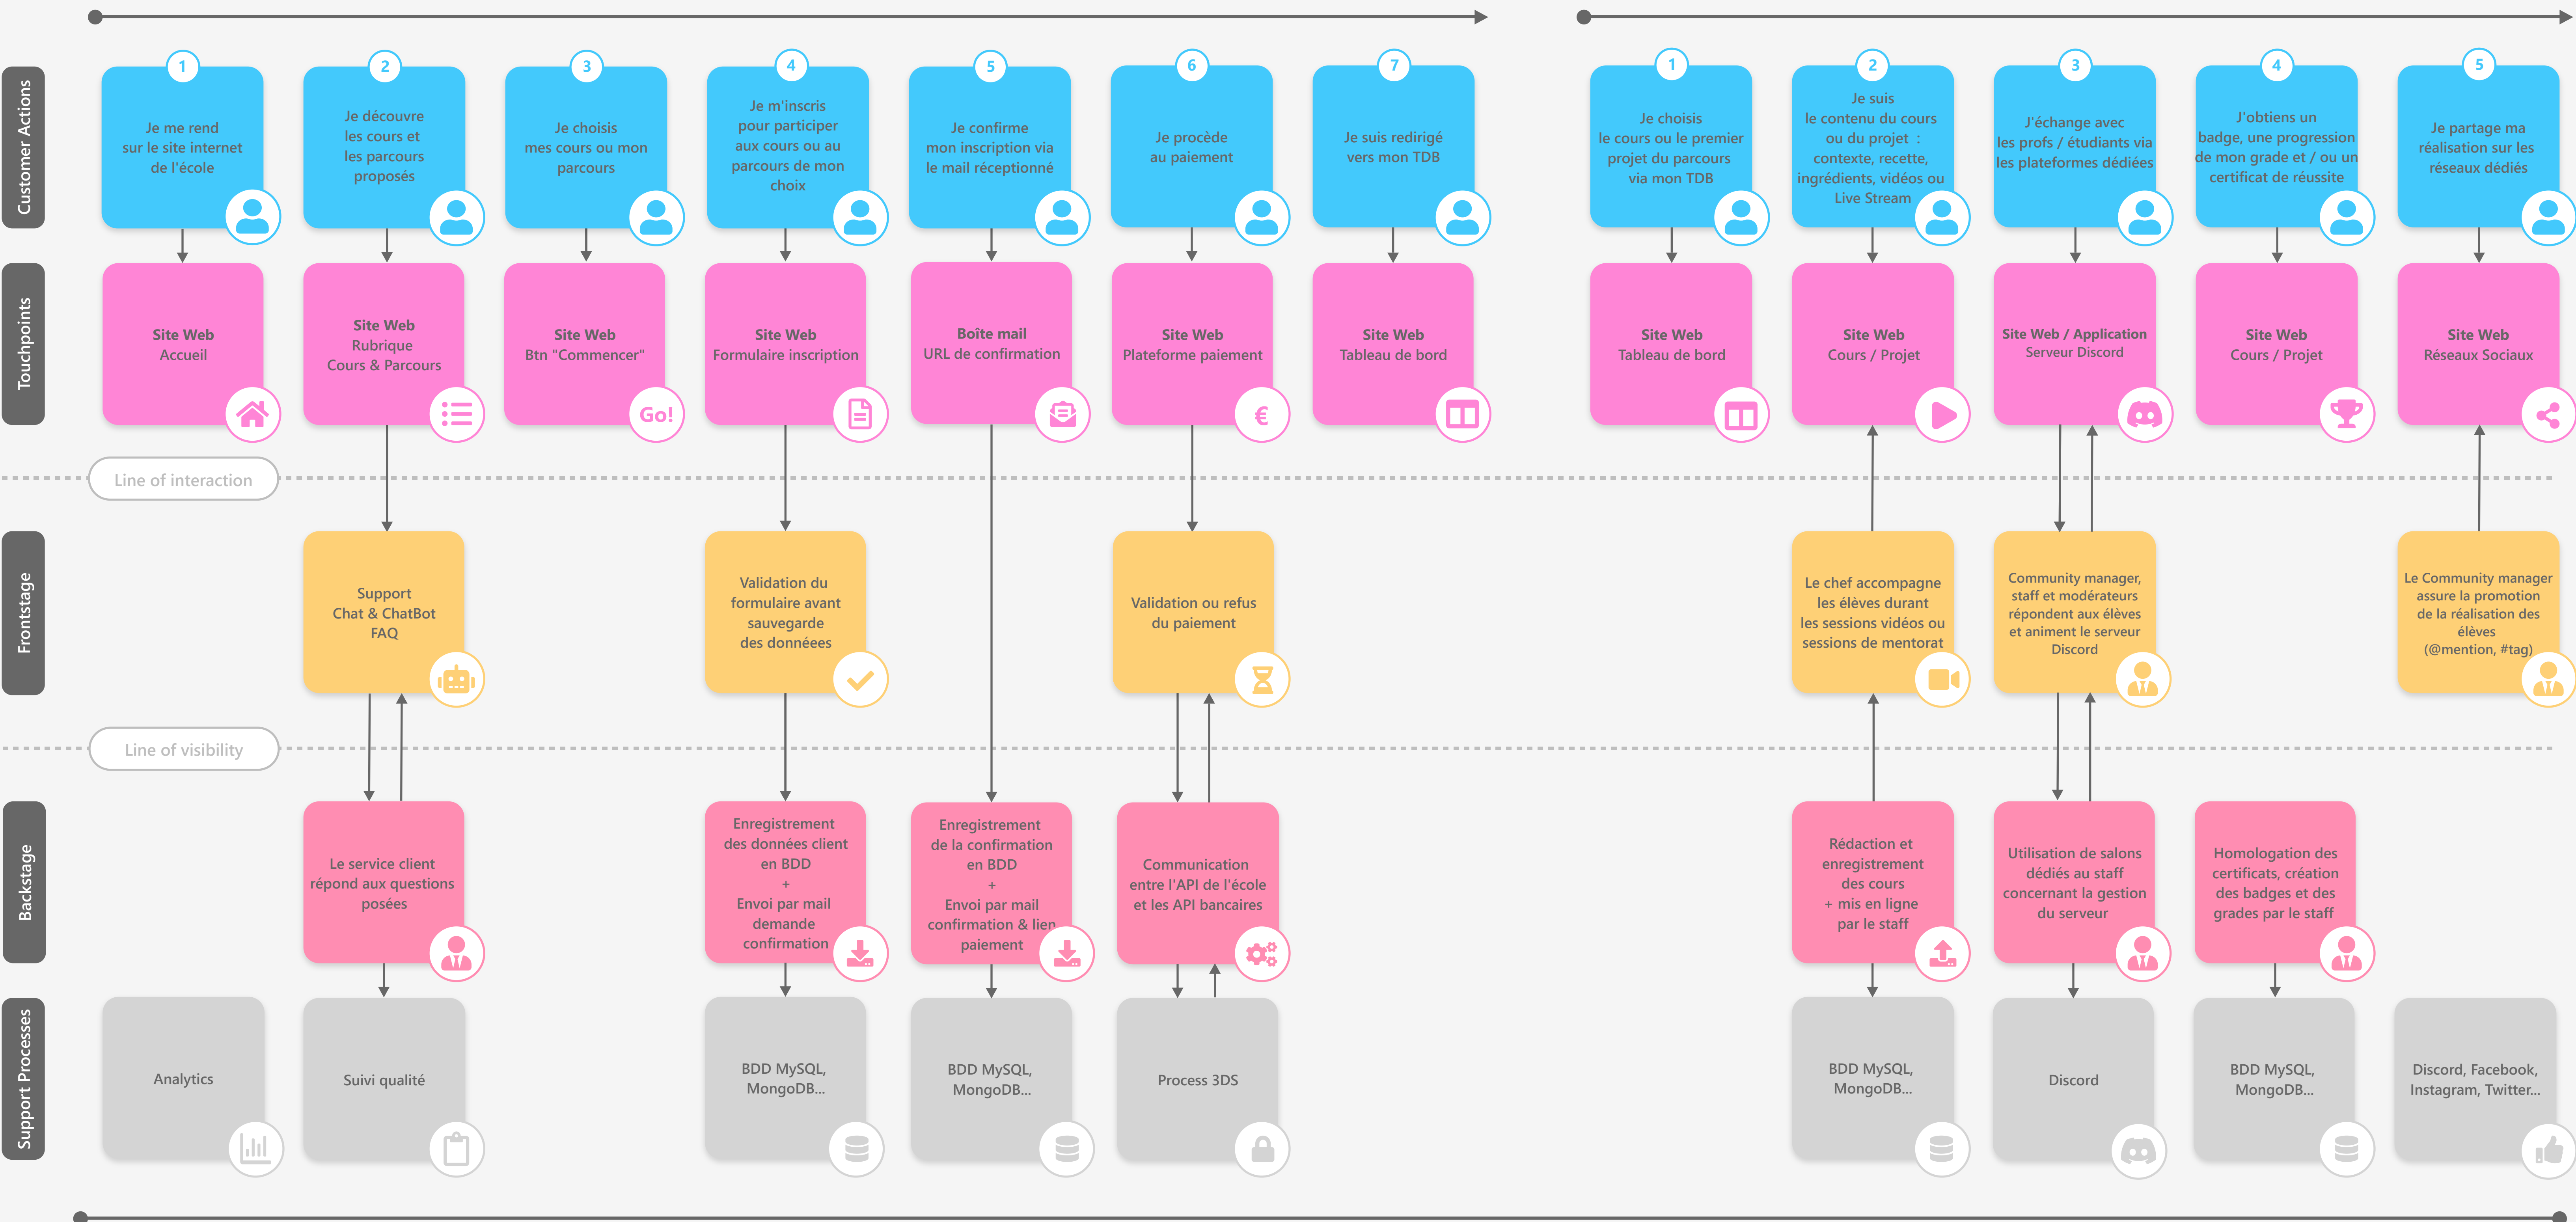 Customer Actions
1
Je me rend
sur le site internet
de l'école
2
Je découvre
les cours et
les parcours
proposés
3
Je choisis
mes cours ou mon
parcours
4
Je m'inscris
pour participer
aux cours ou au
parcours de mon
choix
5
Je confirme
mon inscription via
le mail réceptionné
6
Je procède
au paiement
7
Je suis redirigé
vers mon TDB
1
Je choisis
le cours ou le premier
projet du parcours
via mon TDB
2
Je suis
le contenu du cours
ou du projet :
contexte, recette,
ingrédients, vidéos ou
Live Stream
3
J'échange avec
les profs / étudiants via
les plateformes dédiées
4
J'obtiens un
badge, une progression
de mon grade et / ou un
certificat de réussite
5
Je partage ma
réalisation sur les
réseaux dédiés
Touchpoints
Site Web
Accueil
Site Web
Rubrique
Cours & Parcours
Site Web
Btn "Commencer"
Go!
Site Web
Formulaire inscription
Boîte mail
URL de confirmation
Site Web
Plateforme paiement
€
Site Web
Tableau de bord
Site Web
Tableau de bord
Site Web
Cours / Projet
Site Web / Application
Serveur Discord
Site Web
Cours / Projet
Site Web
Réseaux Sociaux
Line of interaction
Frontstage
Support
Chat & ChatBot
FAQ
Validation du
formulaire avant
sauvegarde
des donnéees
Validation ou refus
du paiement
Le chef accompagne
les élèves durant
les sessions vidéos ou
sessions de mentorat
Community manager,
staff et modérateurs
répondent aux élèves
et animent le serveur
Discord
Le Community manager
assure la promotion
de la réalisation des
élèves
(@mention, #tag)
Line of visibility
Backstage
Le service client
répond aux questions
posées
Enregistrement
des données client
en BDD
+
Envoi par mail
demande
confirmation
Enregistrement
de la confirmation
en BDD
+
Envoi par mail
confirmation & lien
paiement
Communication
entre l'API de l'école
et les API bancaires
Rédaction et
enregistrement
des cours
+ mis en ligne
par le staff
Utilisation de salons
dédiés au staff
concernant la gestion
du serveur
Homologation des
certificats, création
des badges et des
grades par le staff
Support Processes
Analytics
Suivi qualité
BDD MySQL,
MongoDB...
BDD MySQL,
MongoDB...
Process 3DS
BDD MySQL,
MongoDB...
Discord
BDD MySQL,
MongoDB...
Discord, Facebook,
Instagram, Twitter...